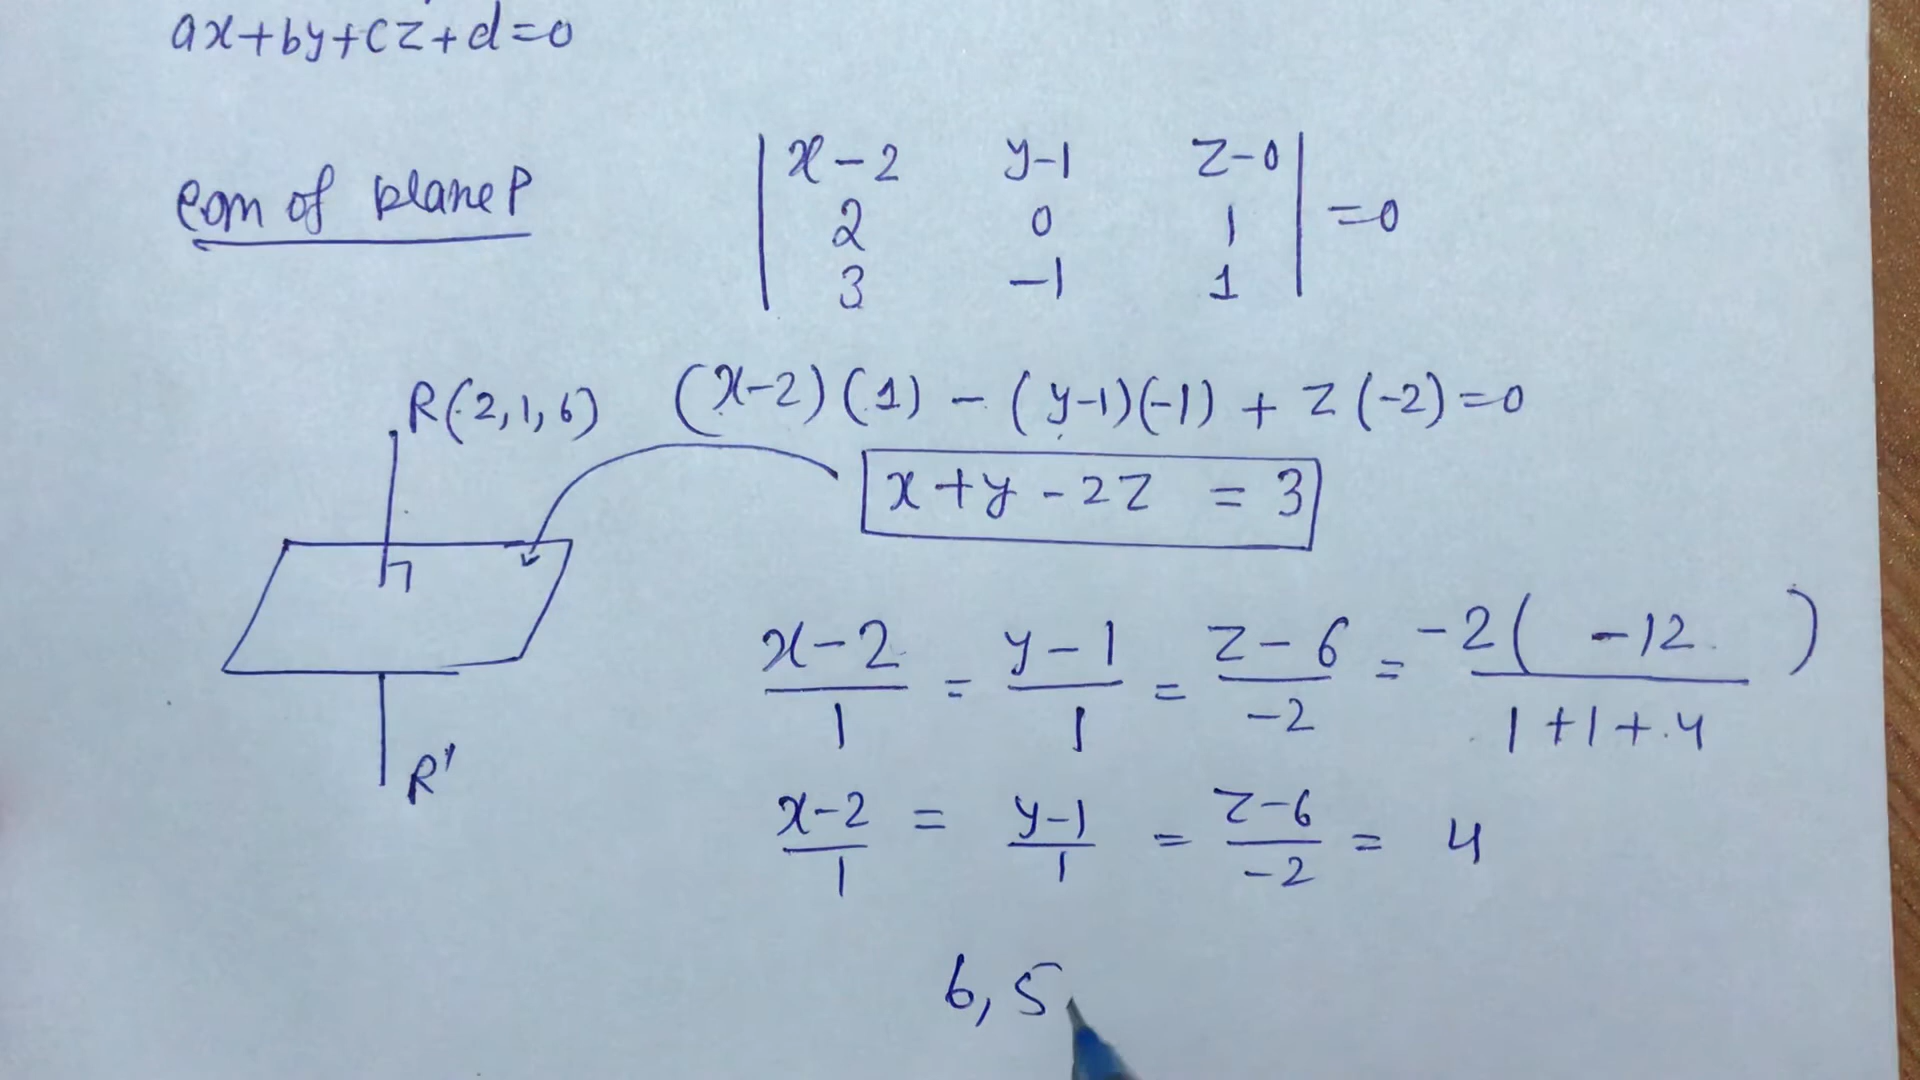 ax+by+cz+d=0
eqn of plane P
| x-2 y-1 z-0 |
| 2 0 1 | =0
| 3 -1 1 |
R(2,1,6) (x-2)(1) - (y-1)(-1) + z(-2)=0
x+y-2z = 3
x-2/1 = y-1/1 = z-6/-2 = -2( -12 )/1+1+4
R'
x-2/1 = y-1/1 = z-6/-2 = 4
6, 5